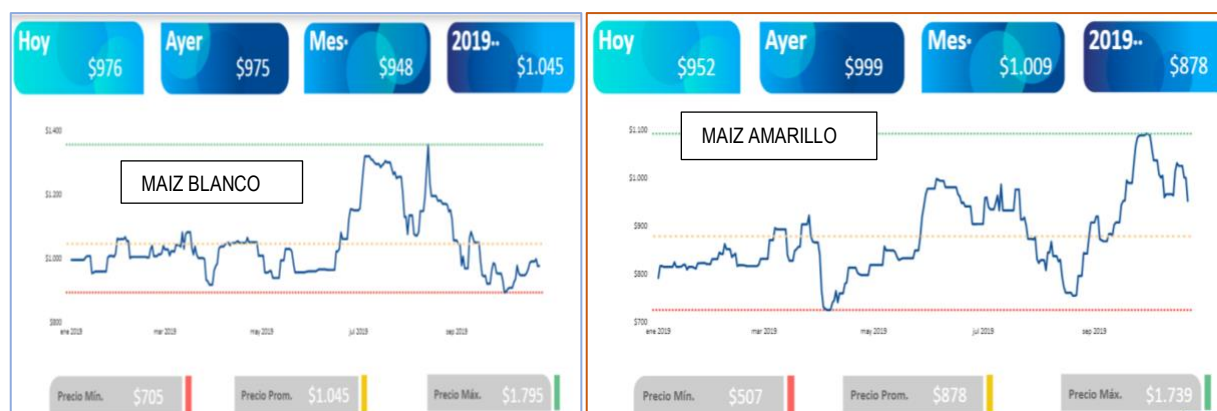 Hoy
$976
Ayer
$975
Mes·
$948
2019··
$1.045
$1.400
$1.200
$1.000
$800
MAIZ BLANCO
ene 2019
mar 2019
may 2019
jul 2019
sep 2019
Precio Mín. $705
Precio Prom. $1.045
Precio Máx. $1.795
Hoy
$952
Ayer
$999
Mes·
$1.009
2019··
$878
$1.100
$1.000
$900
$800
$700
MAIZ AMARILLO
ene 2019
mar 2019
may 2019
jul 2019
sep 2019
Precio Mín. $507
Precio Prom. $878
Precio Máx. $1.739